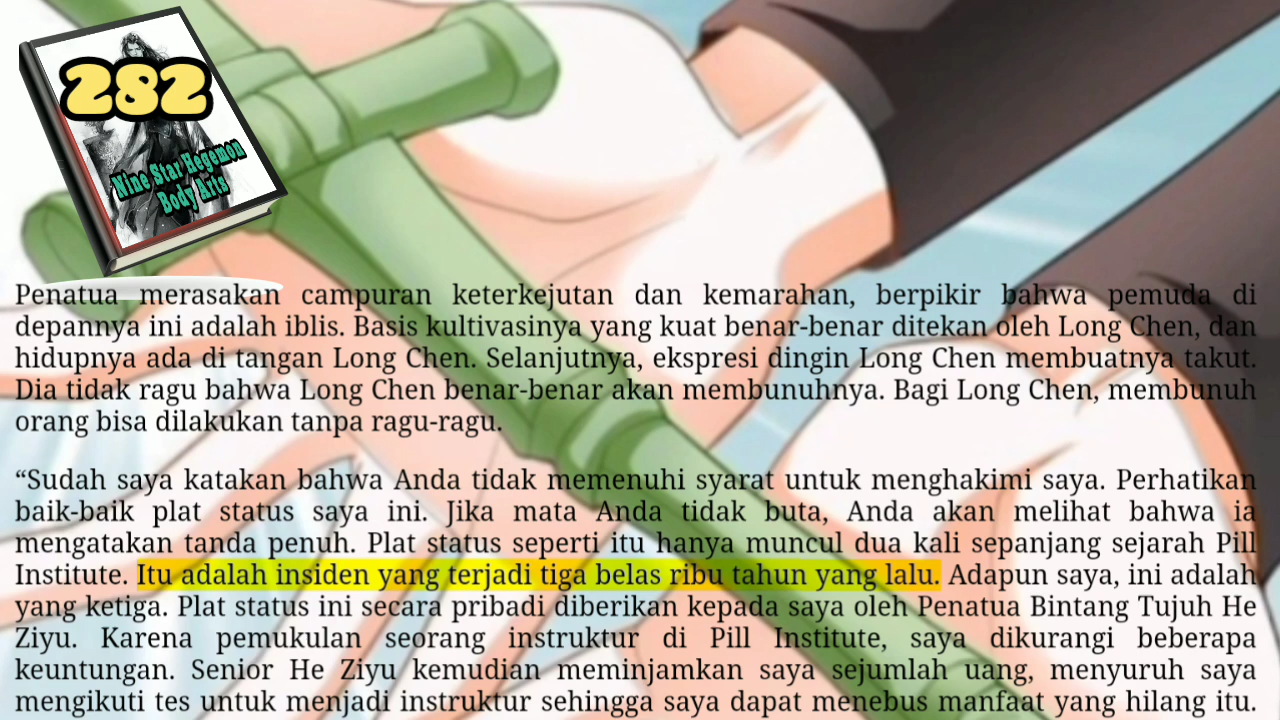 282
Nine Star Hegemon
Body Arts
Penatua merasakan campuran keterkejutan dan kemarahan, berpikir bahwa pemuda di
depannya ini adalah iblis. Basis kultivasinya yang kuat benar-benar ditekan oleh Long Chen, dan
hidupnya ada di tangan Long Chen. Selanjutnya, ekspresi dingin Long Chen membuatnya takut.
Dia tidak ragu bahwa Long Chen benar-benar akan membunuhnya. Bagi Long Chen, membunuh
orang bisa dilakukan tanpa ragu-ragu.
“Sudah saya katakan bahwa Anda tidak memenuhi syarat untuk menghakimi saya. Perhatikan
baik-baik plat status saya ini. Jika mata Anda tidak buta, Anda akan melihat bahwa ia
mengatakan tanda penuh. Plat status seperti itu hanya muncul dua kali sepanjang sejarah Pill
Institute. Itu adalah insiden yang terjadi tiga belas ribu tahun yang lalu. Adapun saya, ini adalah
yang ketiga. Plat status ini secara pribadi diberikan kepada saya oleh Penatua Bintang Tujuh He
Ziyu. Karena pemukulan seorang instruktur di Pill Institute, saya dikurangi beberapa
keuntungan. Senior He Ziyu kemudian meminjamkan saya sejumlah uang, menyuruh saya
mengikuti tes untuk menjadi instruktur sehingga saya dapat menebus manfaat yang hilang itu.